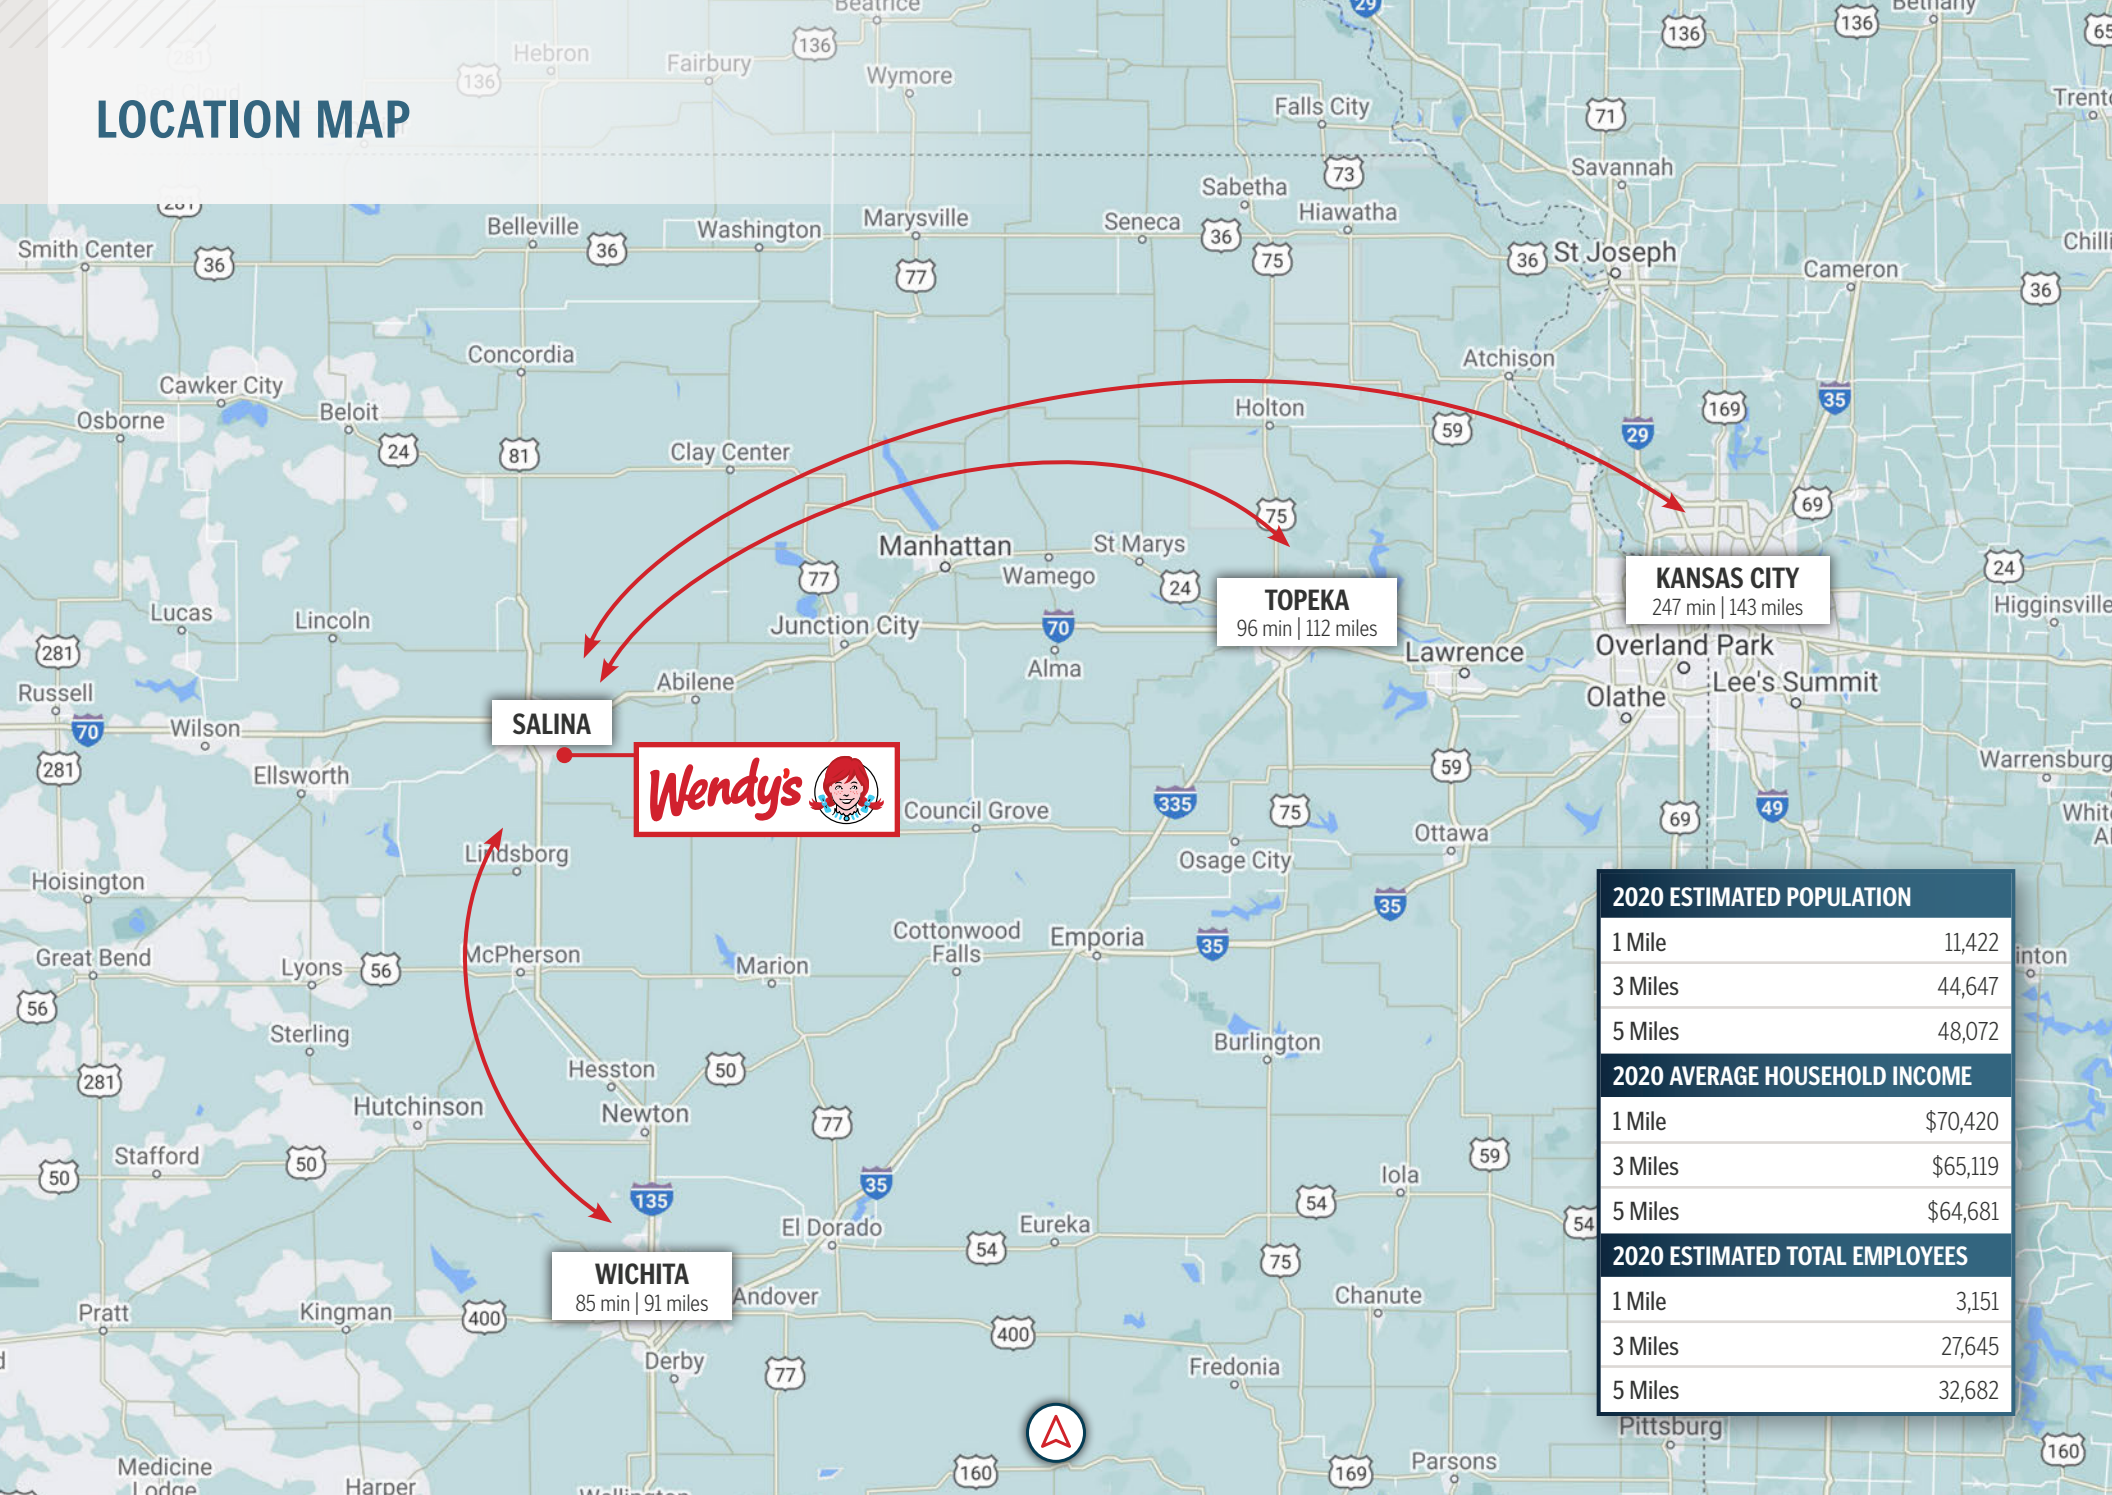 LOCATION MAP
Beatrice
29
136
136
Bethany
65
281
Hebron
136
Fairbury
136
Wymore
Falls City
71
Trent
Savannah
73
Sabetha
Hiawatha
281
Smith Center
36
Belleville
36
Washington
Marysville
77
Seneca
36
75
36
St Joseph
Cameron
Chilli
36
Concordia
Atchison
Cawker City
Osborne
Beloit
24
81
Clay Center
Holton
59
29
169
35
75
69
Manhattan
St Marys
Wamego
24
77
TOPEKA
96 min | 112 miles
KANSAS CITY
247 min | 143 miles
24
Higginsville
Lucas
Lincoln
Junction City
70
Alma
Lawrence
Overland Park
Olathe
Lee's Summit
281
Russell
70
Wilson
Abilene
SALINA
Wendy's
281
Ellsworth
Council Grove
335
75
59
69
49
Warrensburg
Whit
Ottawa
Osage City
Lindsborg
Hoisington
35
Great Bend
Lyons
56
McPherson
Marion
Cottonwood
Falls
Emporia
35
inton
56
Sterling
Burlington
281
Hesston
50
Hutchinson
Newton
77
Stafford
50
50
135
35
Iola
59
54
54
El Dorado
54
Eureka
75
WICHITA
85 min | 91 miles
Andover
Chanute
Pratt
Kingman
400
400
Derby
77
Fredonia
Pittsburg
Medicine
Lodge
Harper
Wellington
160
169
Parsons
160
2020 ESTIMATED POPULATION
1 Mile 11,422
3 Miles 44,647
5 Miles 48,072
2020 AVERAGE HOUSEHOLD INCOME
1 Mile $70,420
3 Miles $65,119
5 Miles $64,681
2020 ESTIMATED TOTAL EMPLOYEES
1 Mile 3,151
3 Miles 27,645
5 Miles 32,682